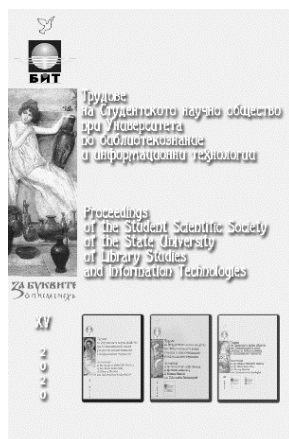 БИТ
Трудове
на Студентското научно общество
при Университета
по библиотекознание
и информационни технологии
Proceedings
of the Student Scientific Society
of the State University
of Library Studies
and Information Technologies
ЗА БУКВИТЕ
XV
2
0
2
0